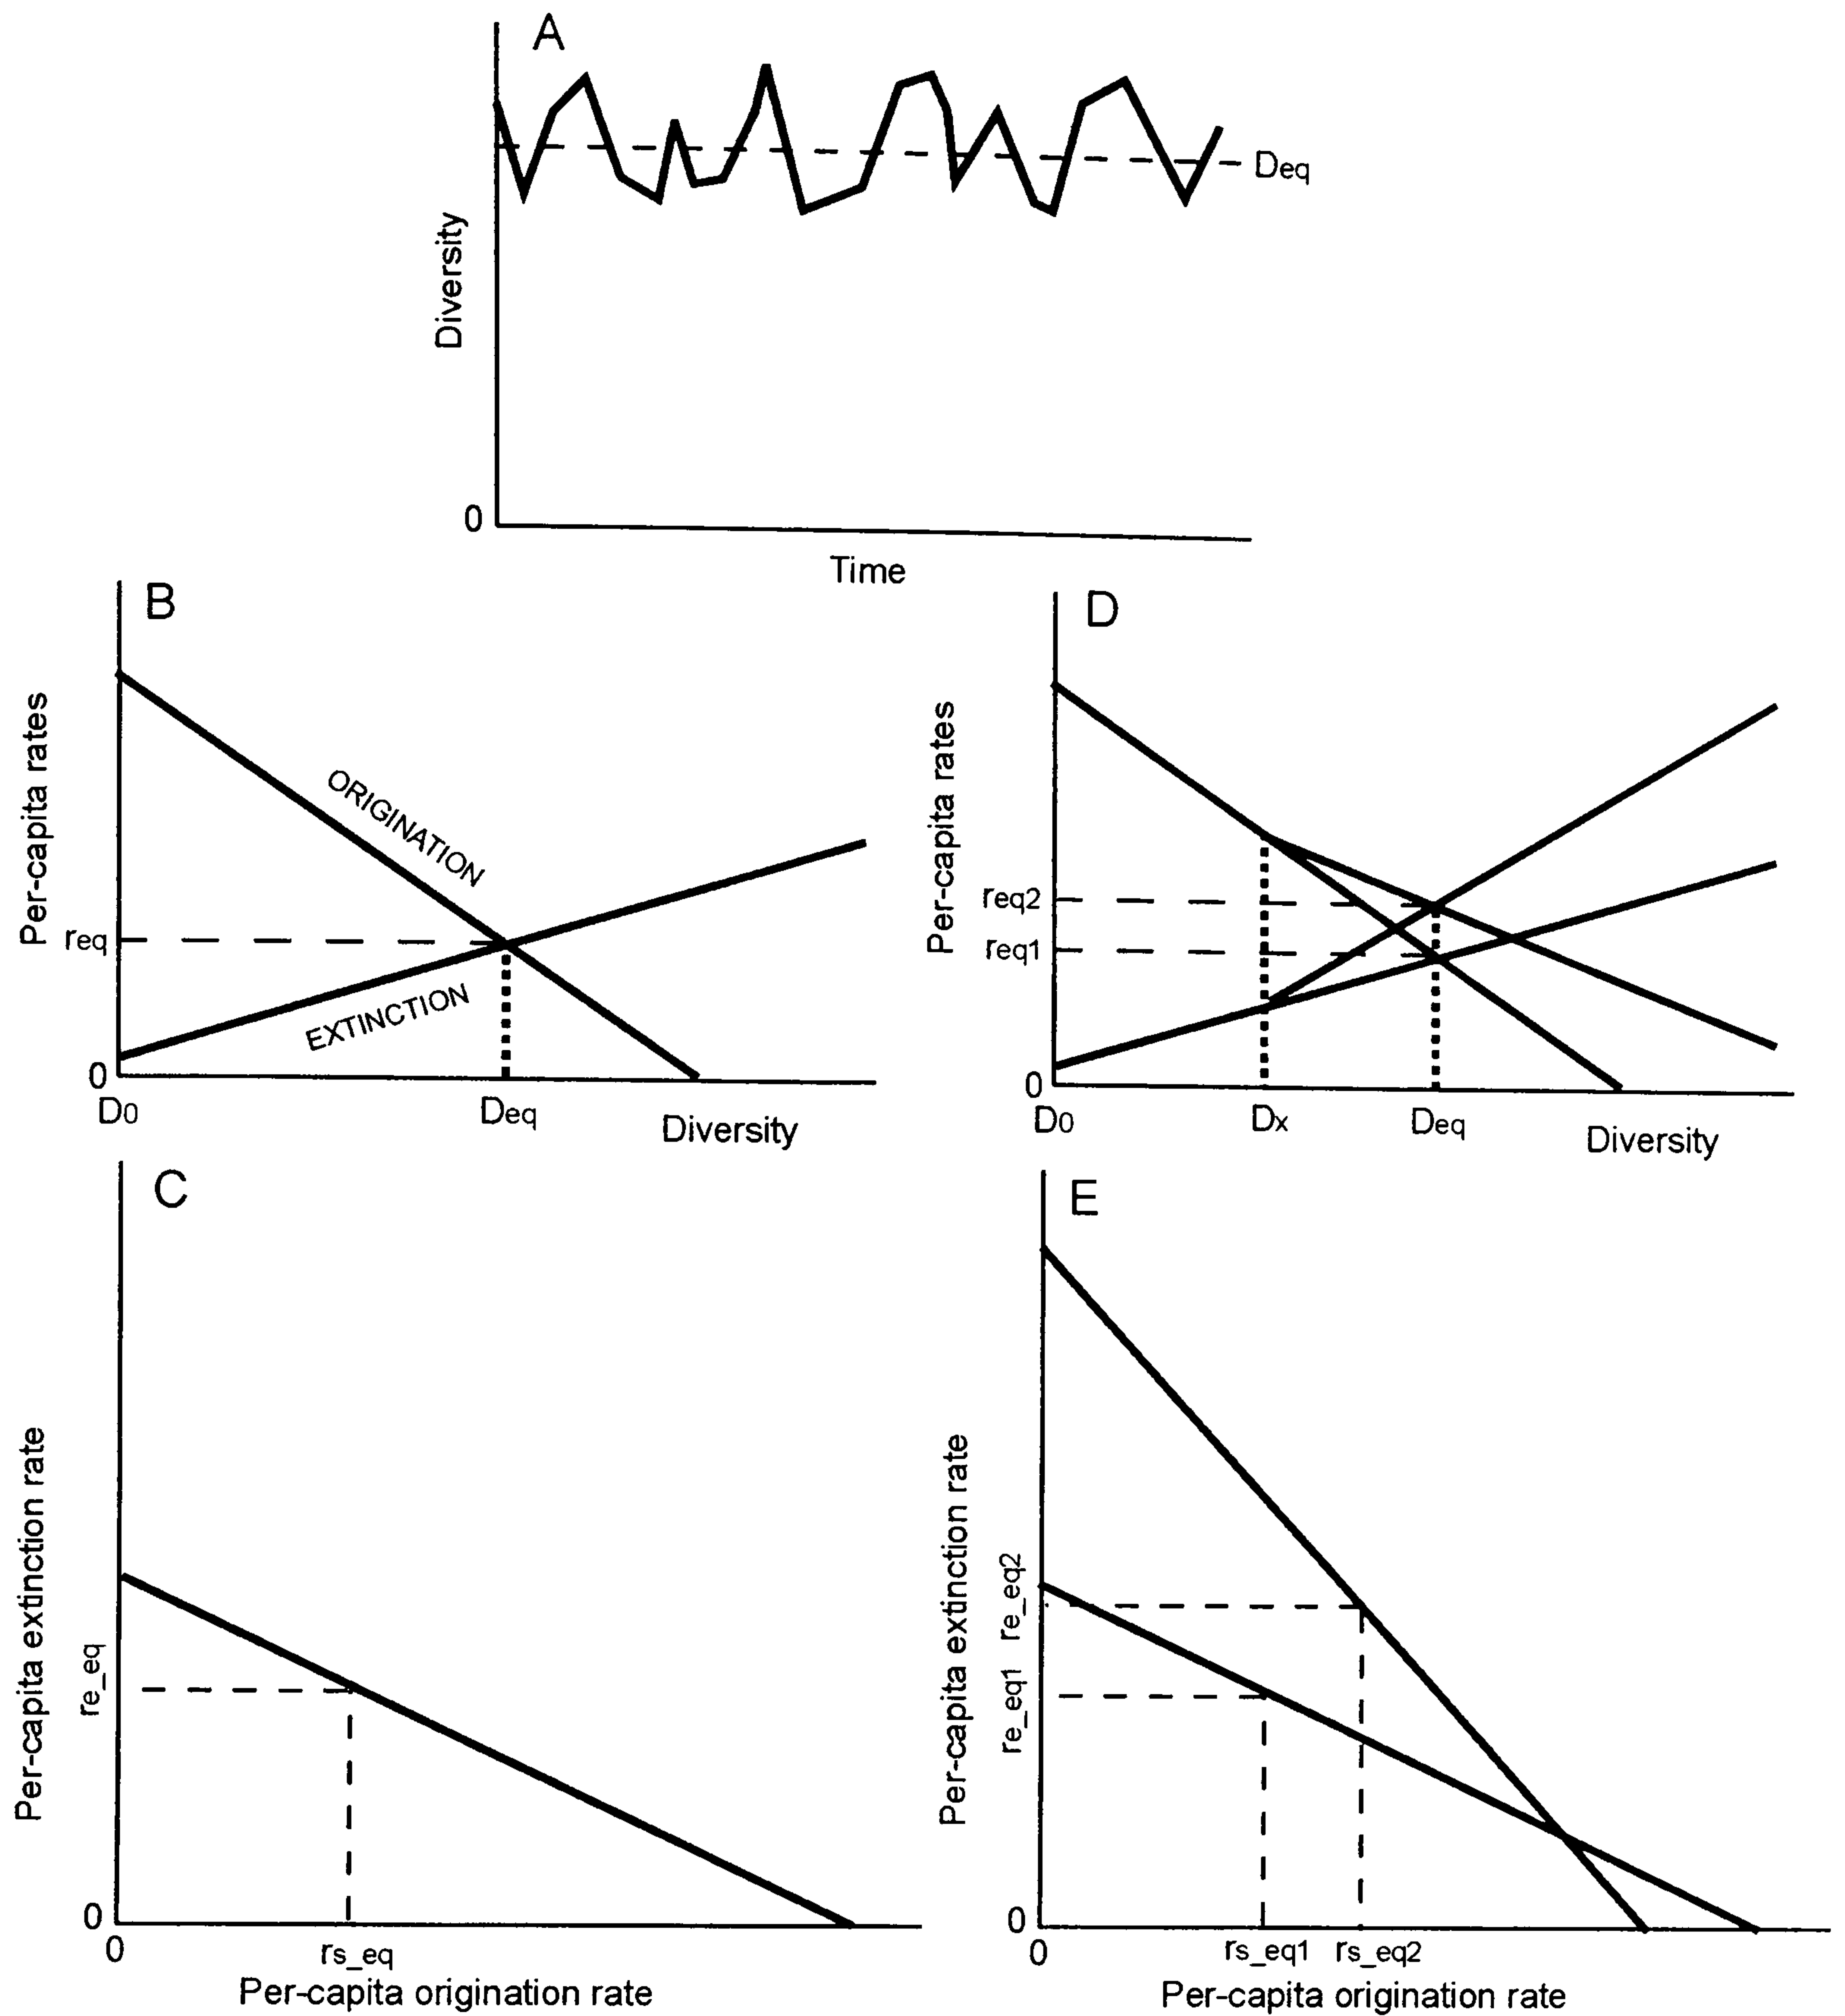 A
Diversity
Deq
0
Time
B
Per-capita rates
ORIGINATION
req
EXTINCTION
0
D0
Deq
Diversity
D
Per-capita rates
req2
req1
0
D0
Dx
Deq
Diversity
C
Per-capita extinction rate
re_eq
0
0
rs_eq
Per-capita origination rate
E
Per-capita extinction rate
re_eq2
re_eq1
0
0
rs_eq1
rs_eq2
Per-capita origination rate